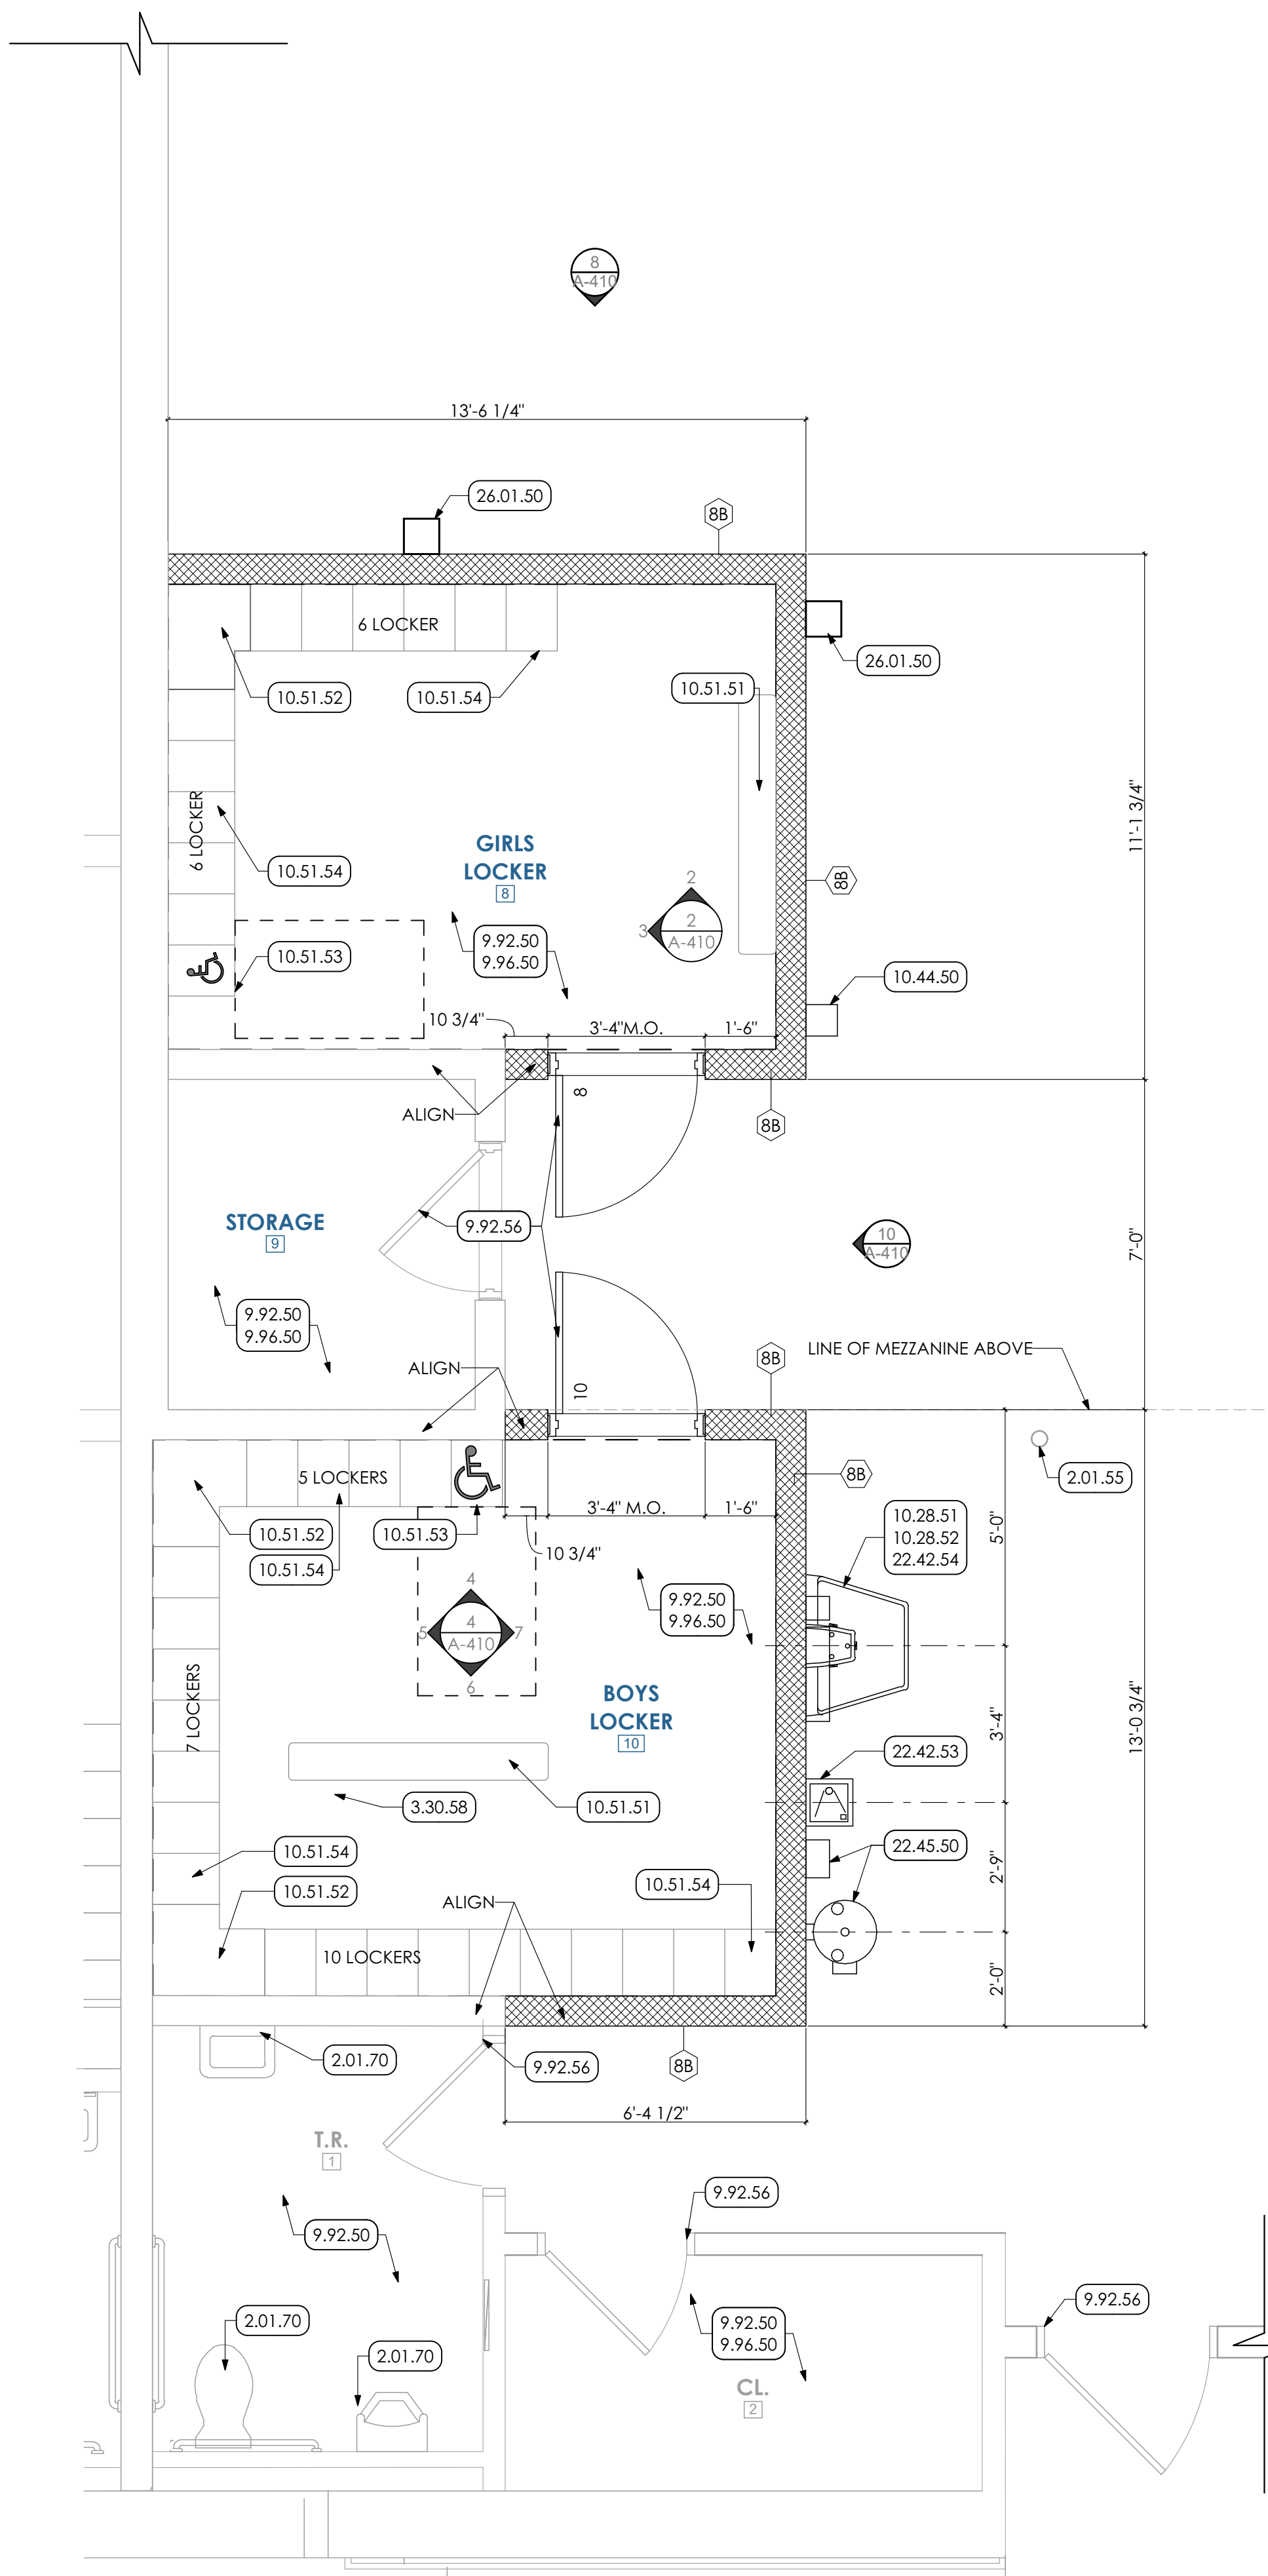 8
A-410
13'-6 1/4"
26.01.50
8B
6 LOCKER
26.01.50
10.51.52
10.51.54
10.51.51
6 LOCKER
11'-1 3/4"
GIRLS
LOCKER
8
10.51.54
8B
2
2
3
A-410
9.92.50
9.96.50
10.51.53
10.44.50
10 3/4"
3'-4"M.O.
1'-6"
8
ALIGN
8B
STORAGE
9
9.92.56
10
A-410
7'-0"
9.92.50
9.96.50
LINE OF MEZZANINE ABOVE
8B
ALIGN
10
5 LOCKERS
8B
2.01.55
10.51.52
10.51.53
3'-4" M.O.
1'-6"
10.28.51
10.28.52
22.42.54
5'-0"
10.51.54
10 3/4"
4
4
5
7
A-410
6
9.92.50
9.96.50
7 LOCKERS
BOYS
LOCKER
10
3'-4"
13'-0 3/4"
22.42.53
3.30.58
10.51.51
10.51.54
22.45.50
2'-9"
10.51.52
10.51.54
ALIGN
10 LOCKERS
2'-0"
2.01.70
9.92.56
8B
6'-4 1/2"
T.R.
1
9.92.56
9.92.50
9.92.56
2.01.70
9.92.50
9.96.50
2.01.70
CL.
2